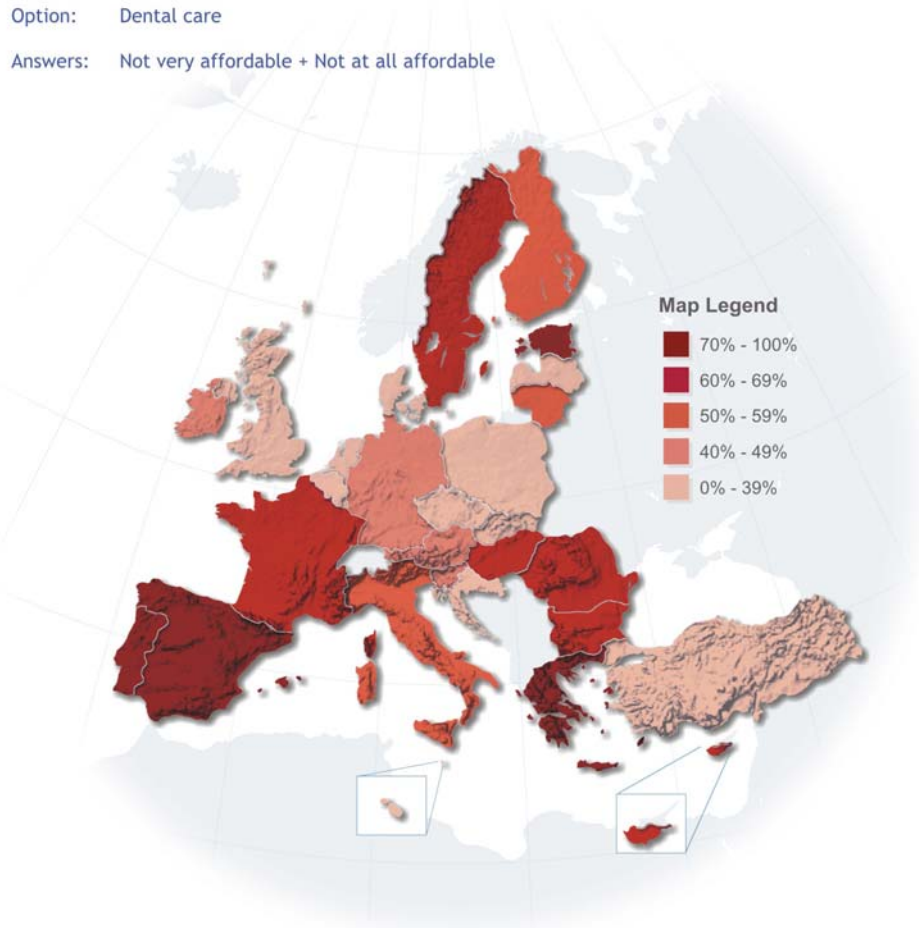 Option: Dental care
Answers: Not very affordable + Not at all affordable
Map Legend
70% - 100%
60% - 69%
50% - 59%
40% - 49%
0% - 39%